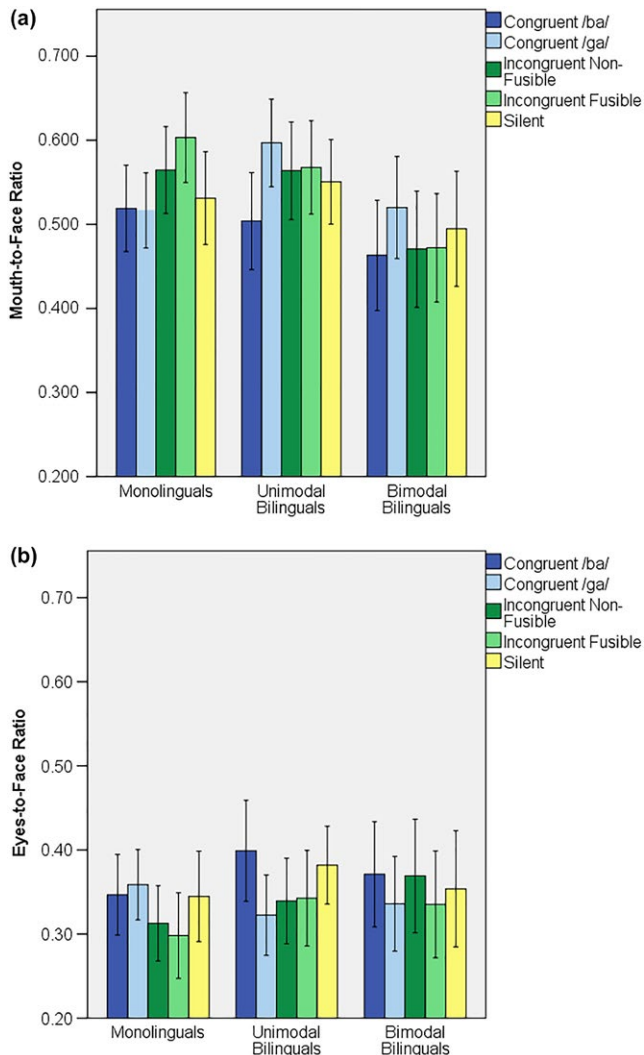 (a)
0.700
0.600
0.500
0.400
0.300
0.200
Mouth-to-Face Ratio
Monolinguals
Unimodal
Bilinguals
Bimodal
Bilinguals
Congruent /ba/
Congruent /ga/
Incongruent Non-
Fusible
Incongruent Fusible
Silent
(b)
0.70
0.60
0.50
0.40
0.30
0.20
Eyes-to-Face Ratio
Monolinguals
Unimodal
Bilinguals
Bimodal
Bilinguals
Congruent /ba/
Congruent /ga/
Incongruent Non-
Fusible
Incongruent Fusible
Silent